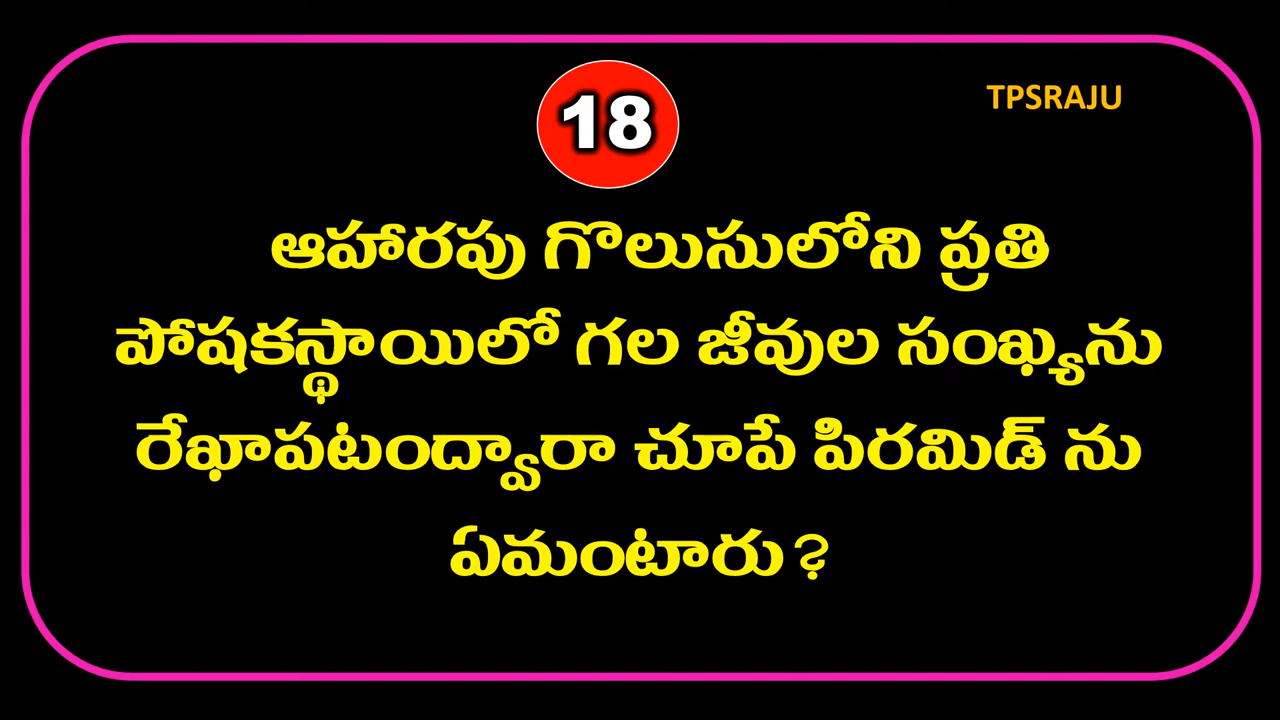 18
TPSRAJU
ఆహారపు గొలుసులోని ప్రతి
పోషకస్థాయిలో గల జీవుల సంఖ్యను
రేఖాపటంద్వారా చూపే పిరమిడ్ ను
ఏమంటారు?